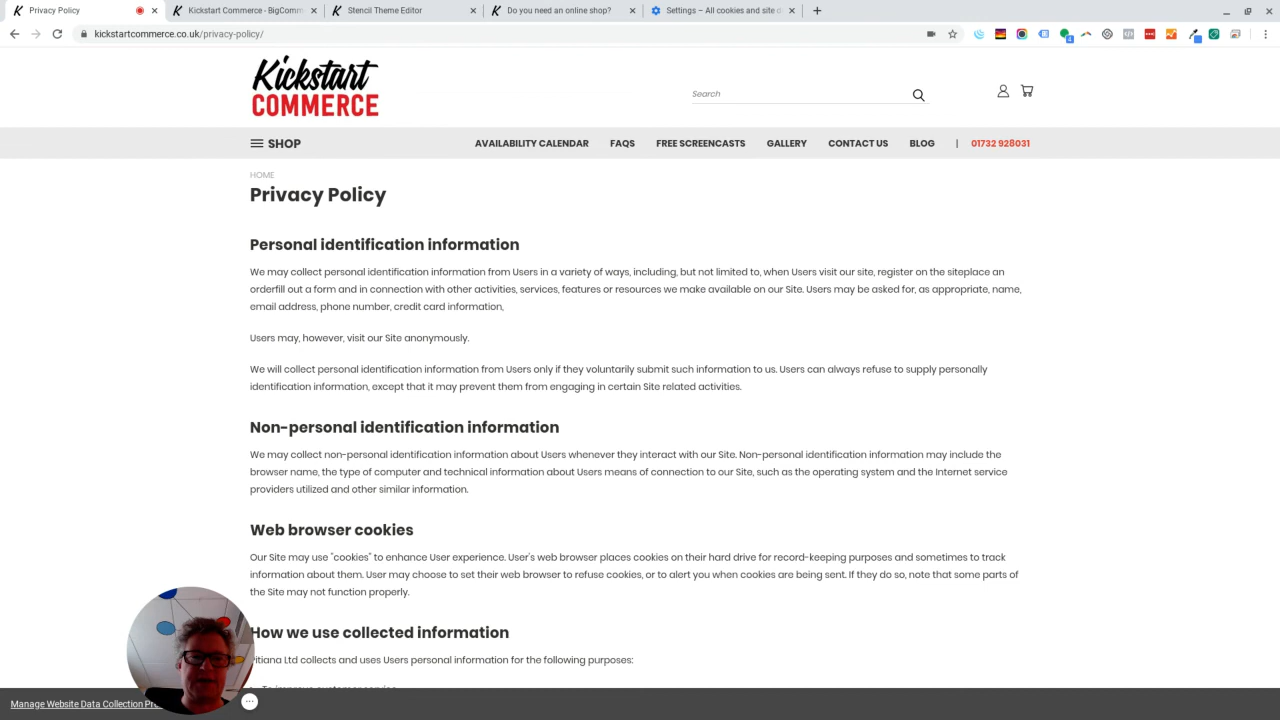 Privacy Policy
Kickstart Commerce - BigComm
Stencil Theme Editor
Do you need an online shop?
Settings – All cookies and site d
kickstartcommerce.co.uk/privacy-policy/
Kickstart
COMMERCE
Search
SHOP
AVAILABILITY CALENDAR
FAQS
FREE SCREENCASTS
GALLERY
CONTACT US
BLOG
|
01732 928031
HOME
Privacy Policy
Personal identification information
We may collect personal identification information from Users in a variety of ways, including, but not limited to, when Users visit our site, register on the siteplace an
orderfill out a form and in connection with other activities, services, features or resources we make available on our Site. Users may be asked for, as appropriate, name,
email address, phone number, credit card information,
Users may, however, visit our Site anonymously.
We will collect personal identification information from Users only if they voluntarily submit such information to us. Users can always refuse to supply personally
identification information, except that it may prevent them from engaging in certain Site related activities.
Non-personal identification information
We may collect non-personal identification information about Users whenever they interact with our Site. Non-personal identification information may include the
browser name, the type of computer and technical information about Users means of connection to our Site, such as the operating system and the Internet service
providers utilized and other similar information.
Web browser cookies
Our Site may use "cookies" to enhance User experience. User's web browser places cookies on their hard drive for record-keeping purposes and sometimes to track
information about them. User may choose to set their web browser to refuse cookies, or to alert you when cookies are being sent. If they do so, note that some parts of
the Site may not function properly.
How we use collected information
itiana Ltd collects and uses Users personal information for the following purposes:
Manage Website Data Collection Pr